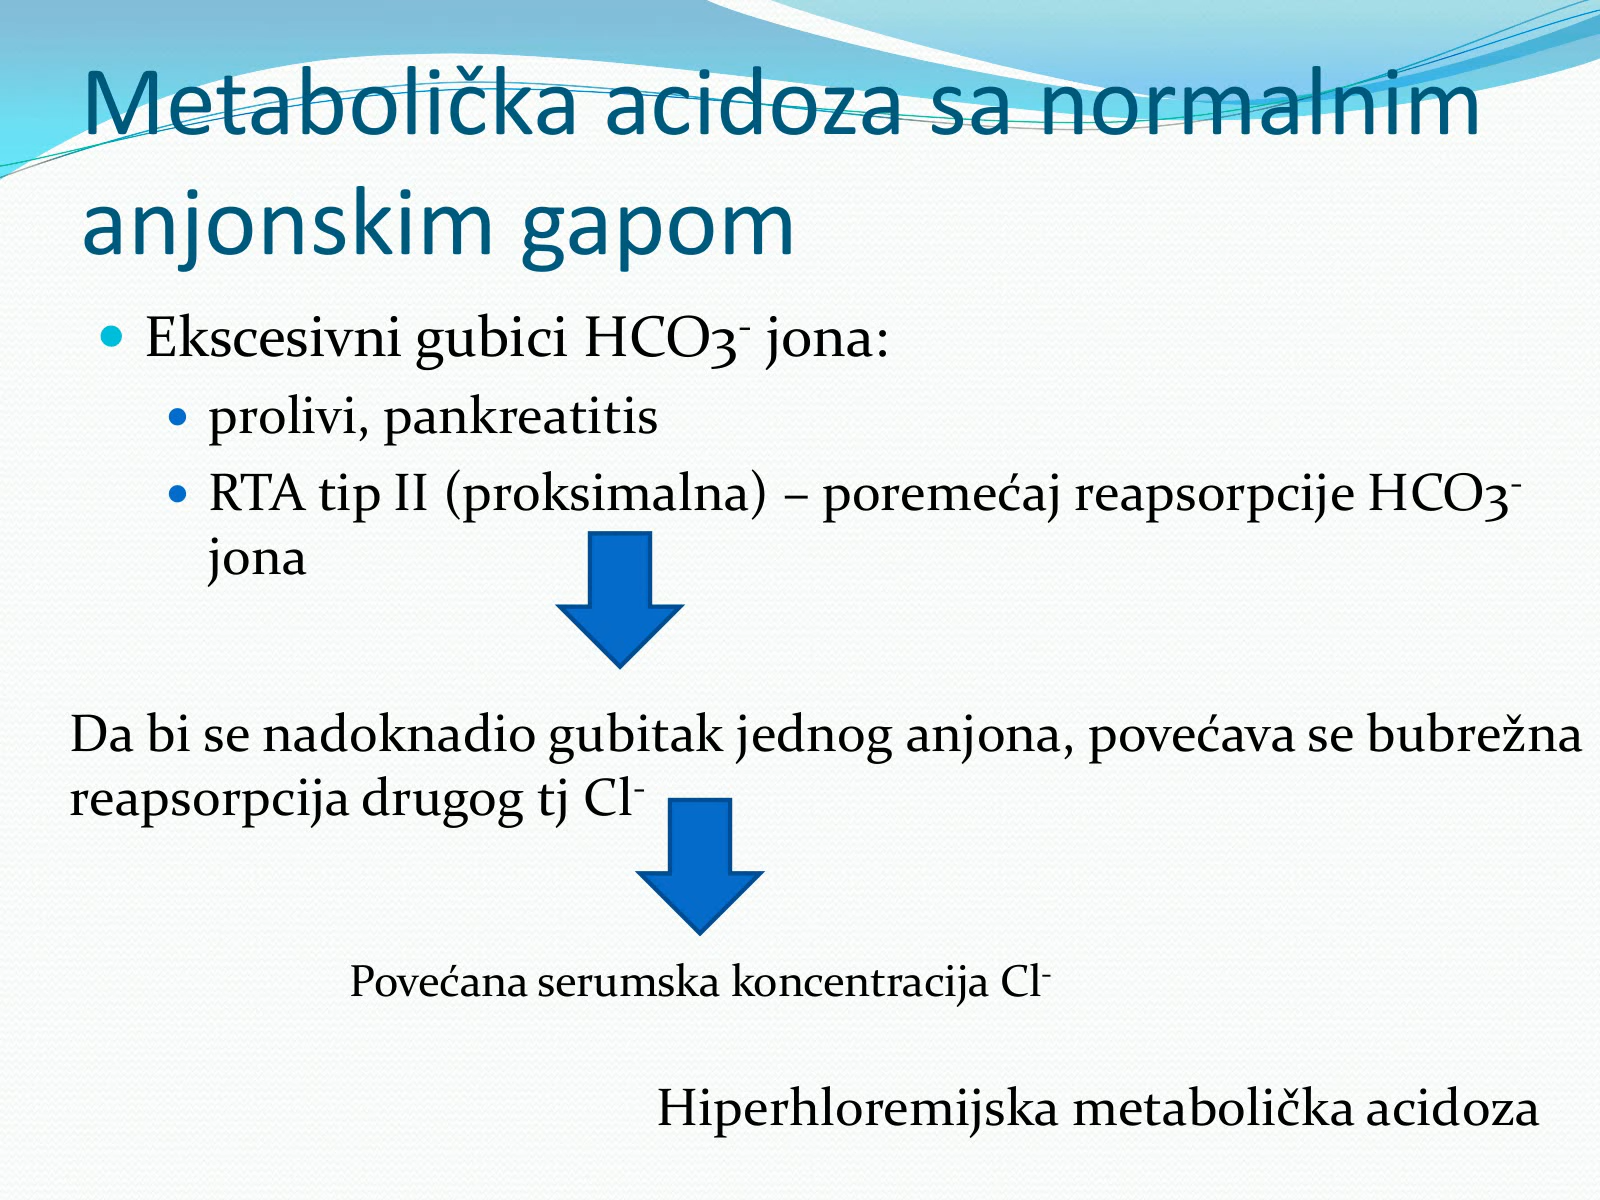 Metabolička acidoza sa normalnim
anjonskim gapom
• Ekscesivni gubici HCO3⁻ jona:
• prolivi, pankreatitis
• RTA tip II (proksimalna) – poremećaj reapsorpcije HCO3⁻
jona
Da bi se nadoknadio gubitak jednog anjona, povećava se bubrežna
reapsorpcija drugog tj Cl⁻
Povećana serumska koncentracija Cl⁻
Hiperhloremijska metabolička acidoza